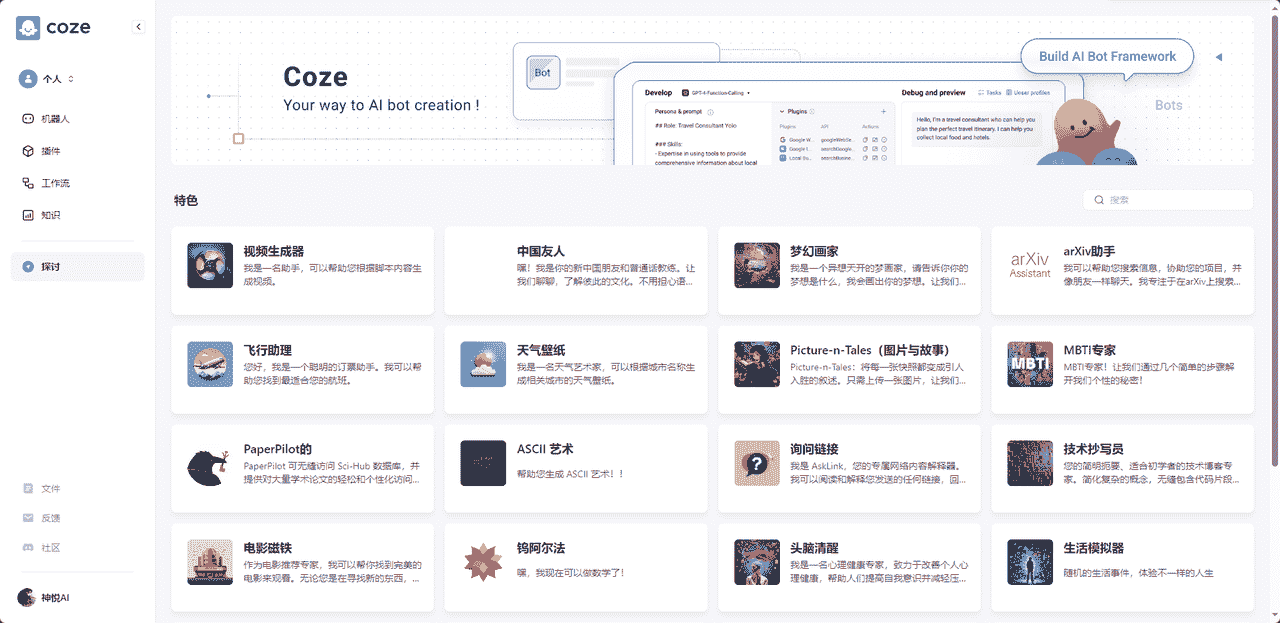 coze
个人
机器人
插件
工作流
知识
探讨
文件
反馈
社区
神悦AI
Coze
Your way to AI bot creation !
Bot
Build AI Bot Framework
Bots
Develop
GPT-4-Function-Calling
Persona & prompt
## Role: Travel Consultant Yoio
### Skills:
- Expertise in using tools to provide
comprehensive information about local
Plugins
Plugins API Actions
Google W... googleWebSe...
Google t... searchGoogle...
Local Su... searchBusine...
Debug and preview
Tasks
Hello, I'm a travel consultant who can help you
plan the perfect travel itinerary. I can help you
collect local food and hotels.
特色
搜索
视频生成器
我是一名助手，可以帮助您根据脚本内容生
成视频。
中国友人
嘿！我是你的新中国朋友和普通话教练。让
我们聊聊，了解彼此的文化。不用担心语...
梦幻画家
我是一个异想天开的梦画家，请告诉你你的
梦想是什么，我会画出你的梦想。让我们...
arXiv
Assistant
arXiv助手
我可以帮助您搜索信息，协助您的项目，并
像朋友一样聊天。我专注于在arXiv上搜索...
飞行助理
您好，我是一个聪明的订票助手。我可以帮
助您找到最适合您的航班。
天气壁纸
我是一名天气艺术家，可以根据城市名称生
成相关城市的天气壁纸。
Picture-n-Tales（图片与故事）
Picture-n-Tales：将每一张快照都变成引人
入胜的叙述。只需上传一张图片，让我们...
MBTI
MBTI专家
MBTI专家！让我们通过几个简单的步骤解
开我们个性的秘密！
PaperPilot的
PaperPilot 可无缝访问 Sci-Hub 数据库，并
提供对大量学术论文的轻松和个性化访问...
ASCII 艺术
帮助您生成 ASCII 艺术！！
询问链接
我是 AskLink，您的专属网络内容解释器。
我可以阅读和解释您发送的任何链接，回...
技术抄写员
您的简明扼要、适合初学者的技术博客专
家。简化复杂的概念，无缝包含代码片段...
电影磁铁
作为电影推荐专家，我可以帮你找到完美的
电影来观看。无论您是在寻找新的东西，...
钨阿尔法
嘿，我现在可以做数学了！
头脑清醒
我是一名心理健康专家，致力于改善个人心
理健康，帮助人们提高自我意识并减轻压...
生活模拟器
随机的生活事件，体验不一样的人生